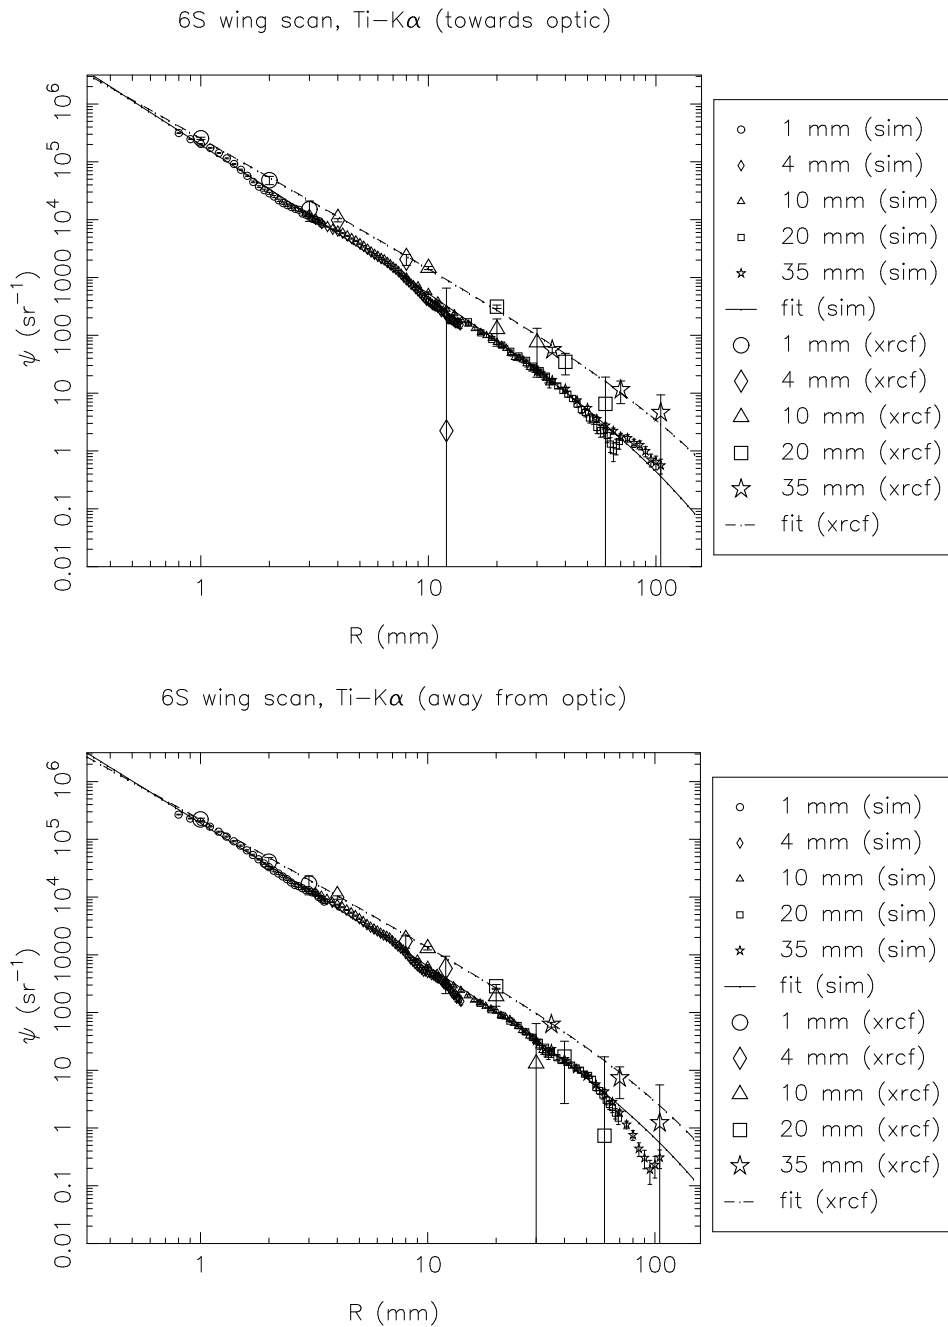 6S wing scan, Ti−Kα (towards optic)
10⁶
10⁵
10⁴
1000
100
10
1
0.1
0.01
ψ (sr⁻¹)
1 10 100
R (mm)
1 mm (sim)
4 mm (sim)
10 mm (sim)
20 mm (sim)
35 mm (sim)
fit (sim)
1 mm (xrcf)
4 mm (xrcf)
10 mm (xrcf)
20 mm (xrcf)
35 mm (xrcf)
fit (xrcf)
6S wing scan, Ti−Kα (away from optic)
10⁶
10⁵
10⁴
1000
100
10
1
0.1
0.01
ψ (sr⁻¹)
1 10 100
R (mm)
1 mm (sim)
4 mm (sim)
10 mm (sim)
20 mm (sim)
35 mm (sim)
fit (sim)
1 mm (xrcf)
4 mm (xrcf)
10 mm (xrcf)
20 mm (xrcf)
35 mm (xrcf)
fit (xrcf)